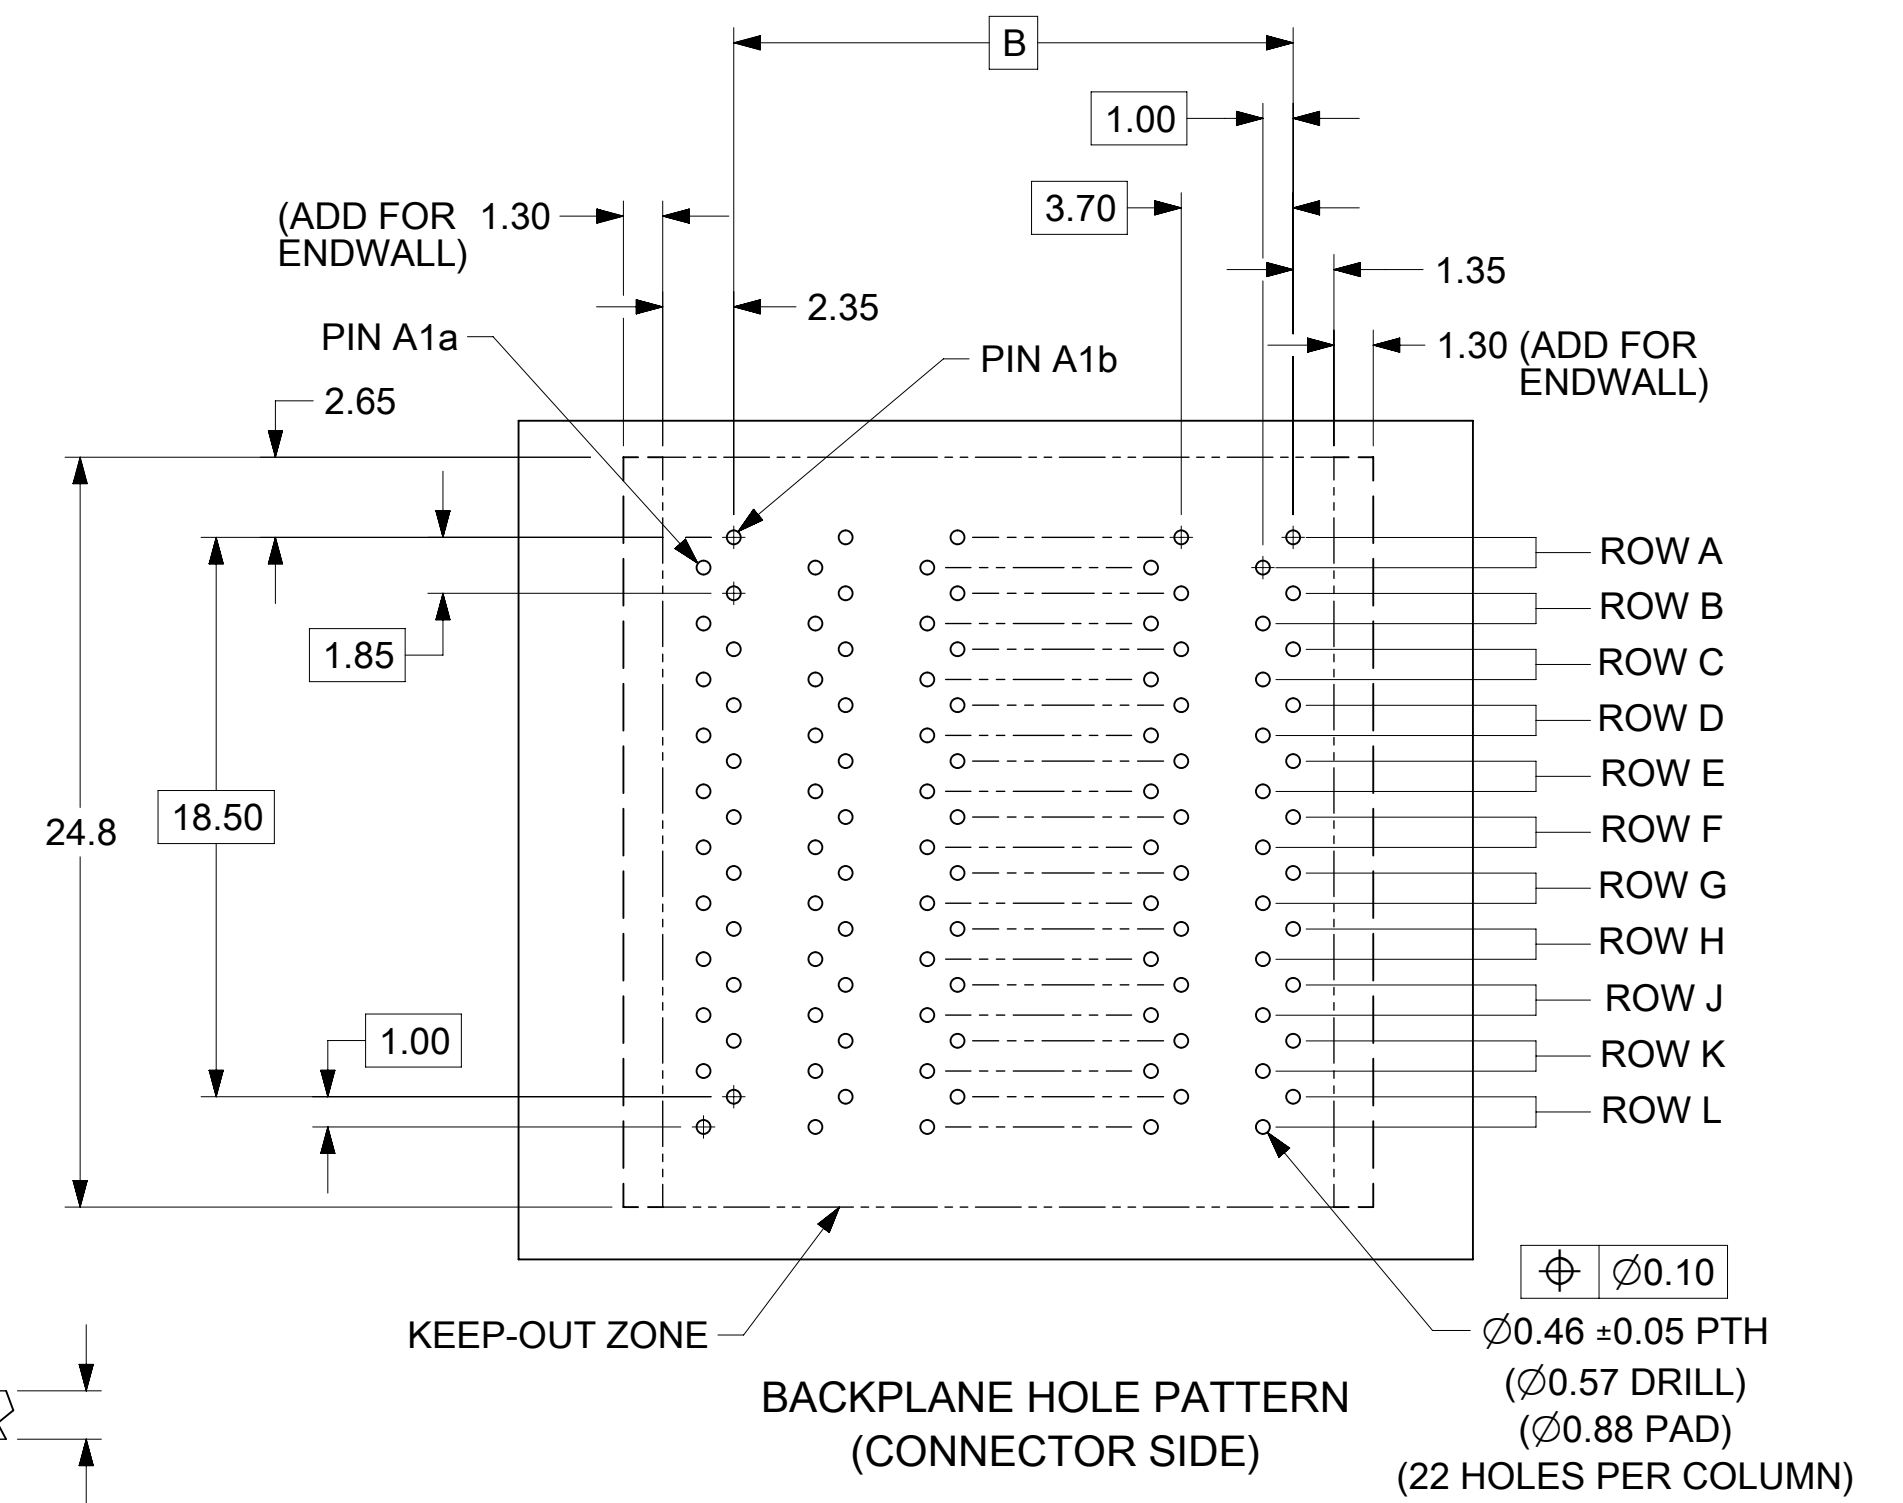 B
1.00
3.70
(ADD FOR 1.30
ENDWALL)
1.35
2.35
PIN A1a
PIN A1b
1.30 (ADD FOR
ENDWALL)
2.65
ROW A
ROW B
1.85
ROW C
ROW D
ROW E
18.50
24.8
ROW F
ROW G
ROW H
ROW J
1.00
ROW K
ROW L
⌖ ∅0.10
KEEP-OUT ZONE
∅0.46 ±0.05 PTH
(∅0.57 DRILL)
(∅0.88 PAD)
(22 HOLES PER COLUMN)
BACKPLANE HOLE PATTERN
(CONNECTOR SIDE)